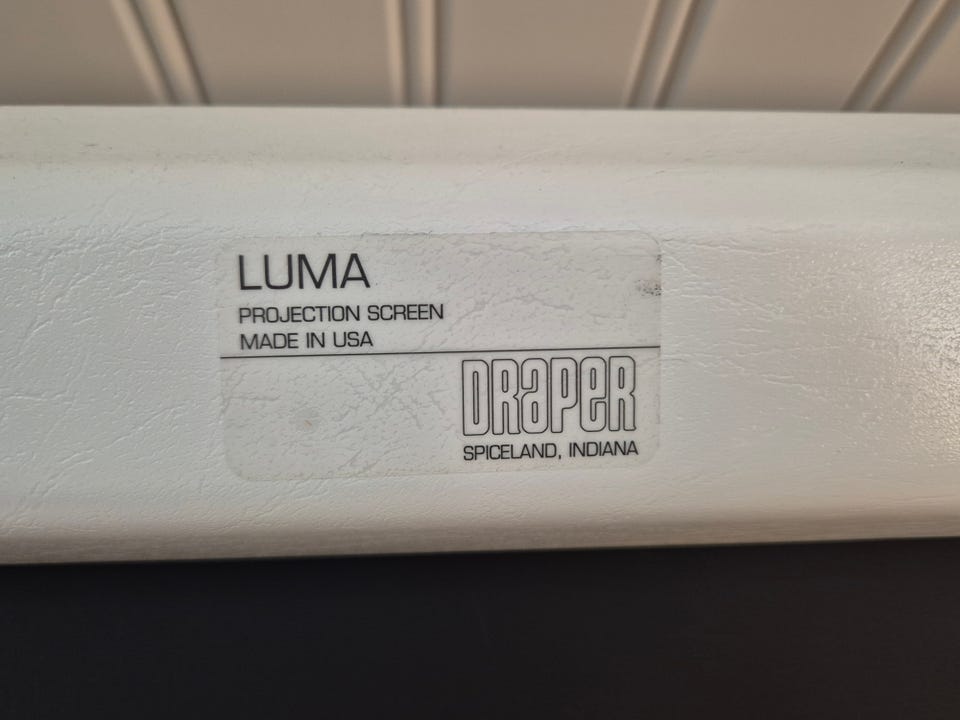 LUMA
PROJECTION SCREEN
MADE IN USA
DRAPER
SPICELAND, INDIANA